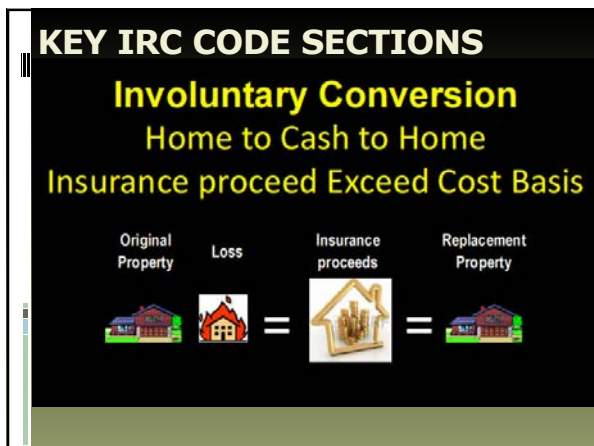 KEY IRC CODE SECTIONS
Involuntary Conversion
Home to Cash to Home
Insurance proceed Exceed Cost Basis
Original Property
Loss
Insurance proceeds
Replacement Property
= =